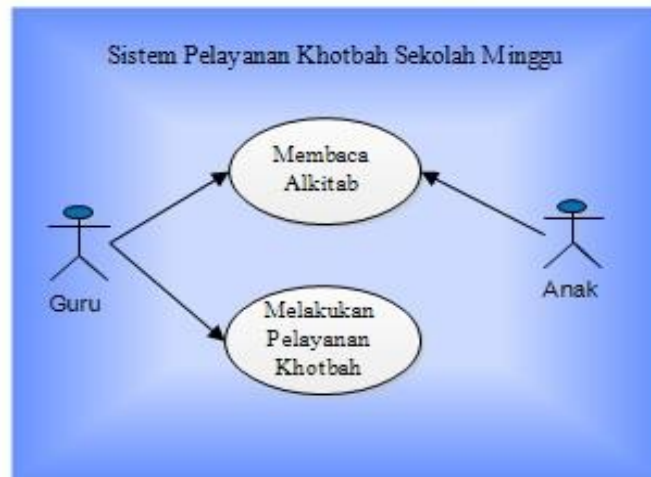 Sistem Pelayanan Khotbah Sekolah Minggu
Membaca
Alkitab
Guru
Anak
Melakukan
Pelayanan
Khotbah